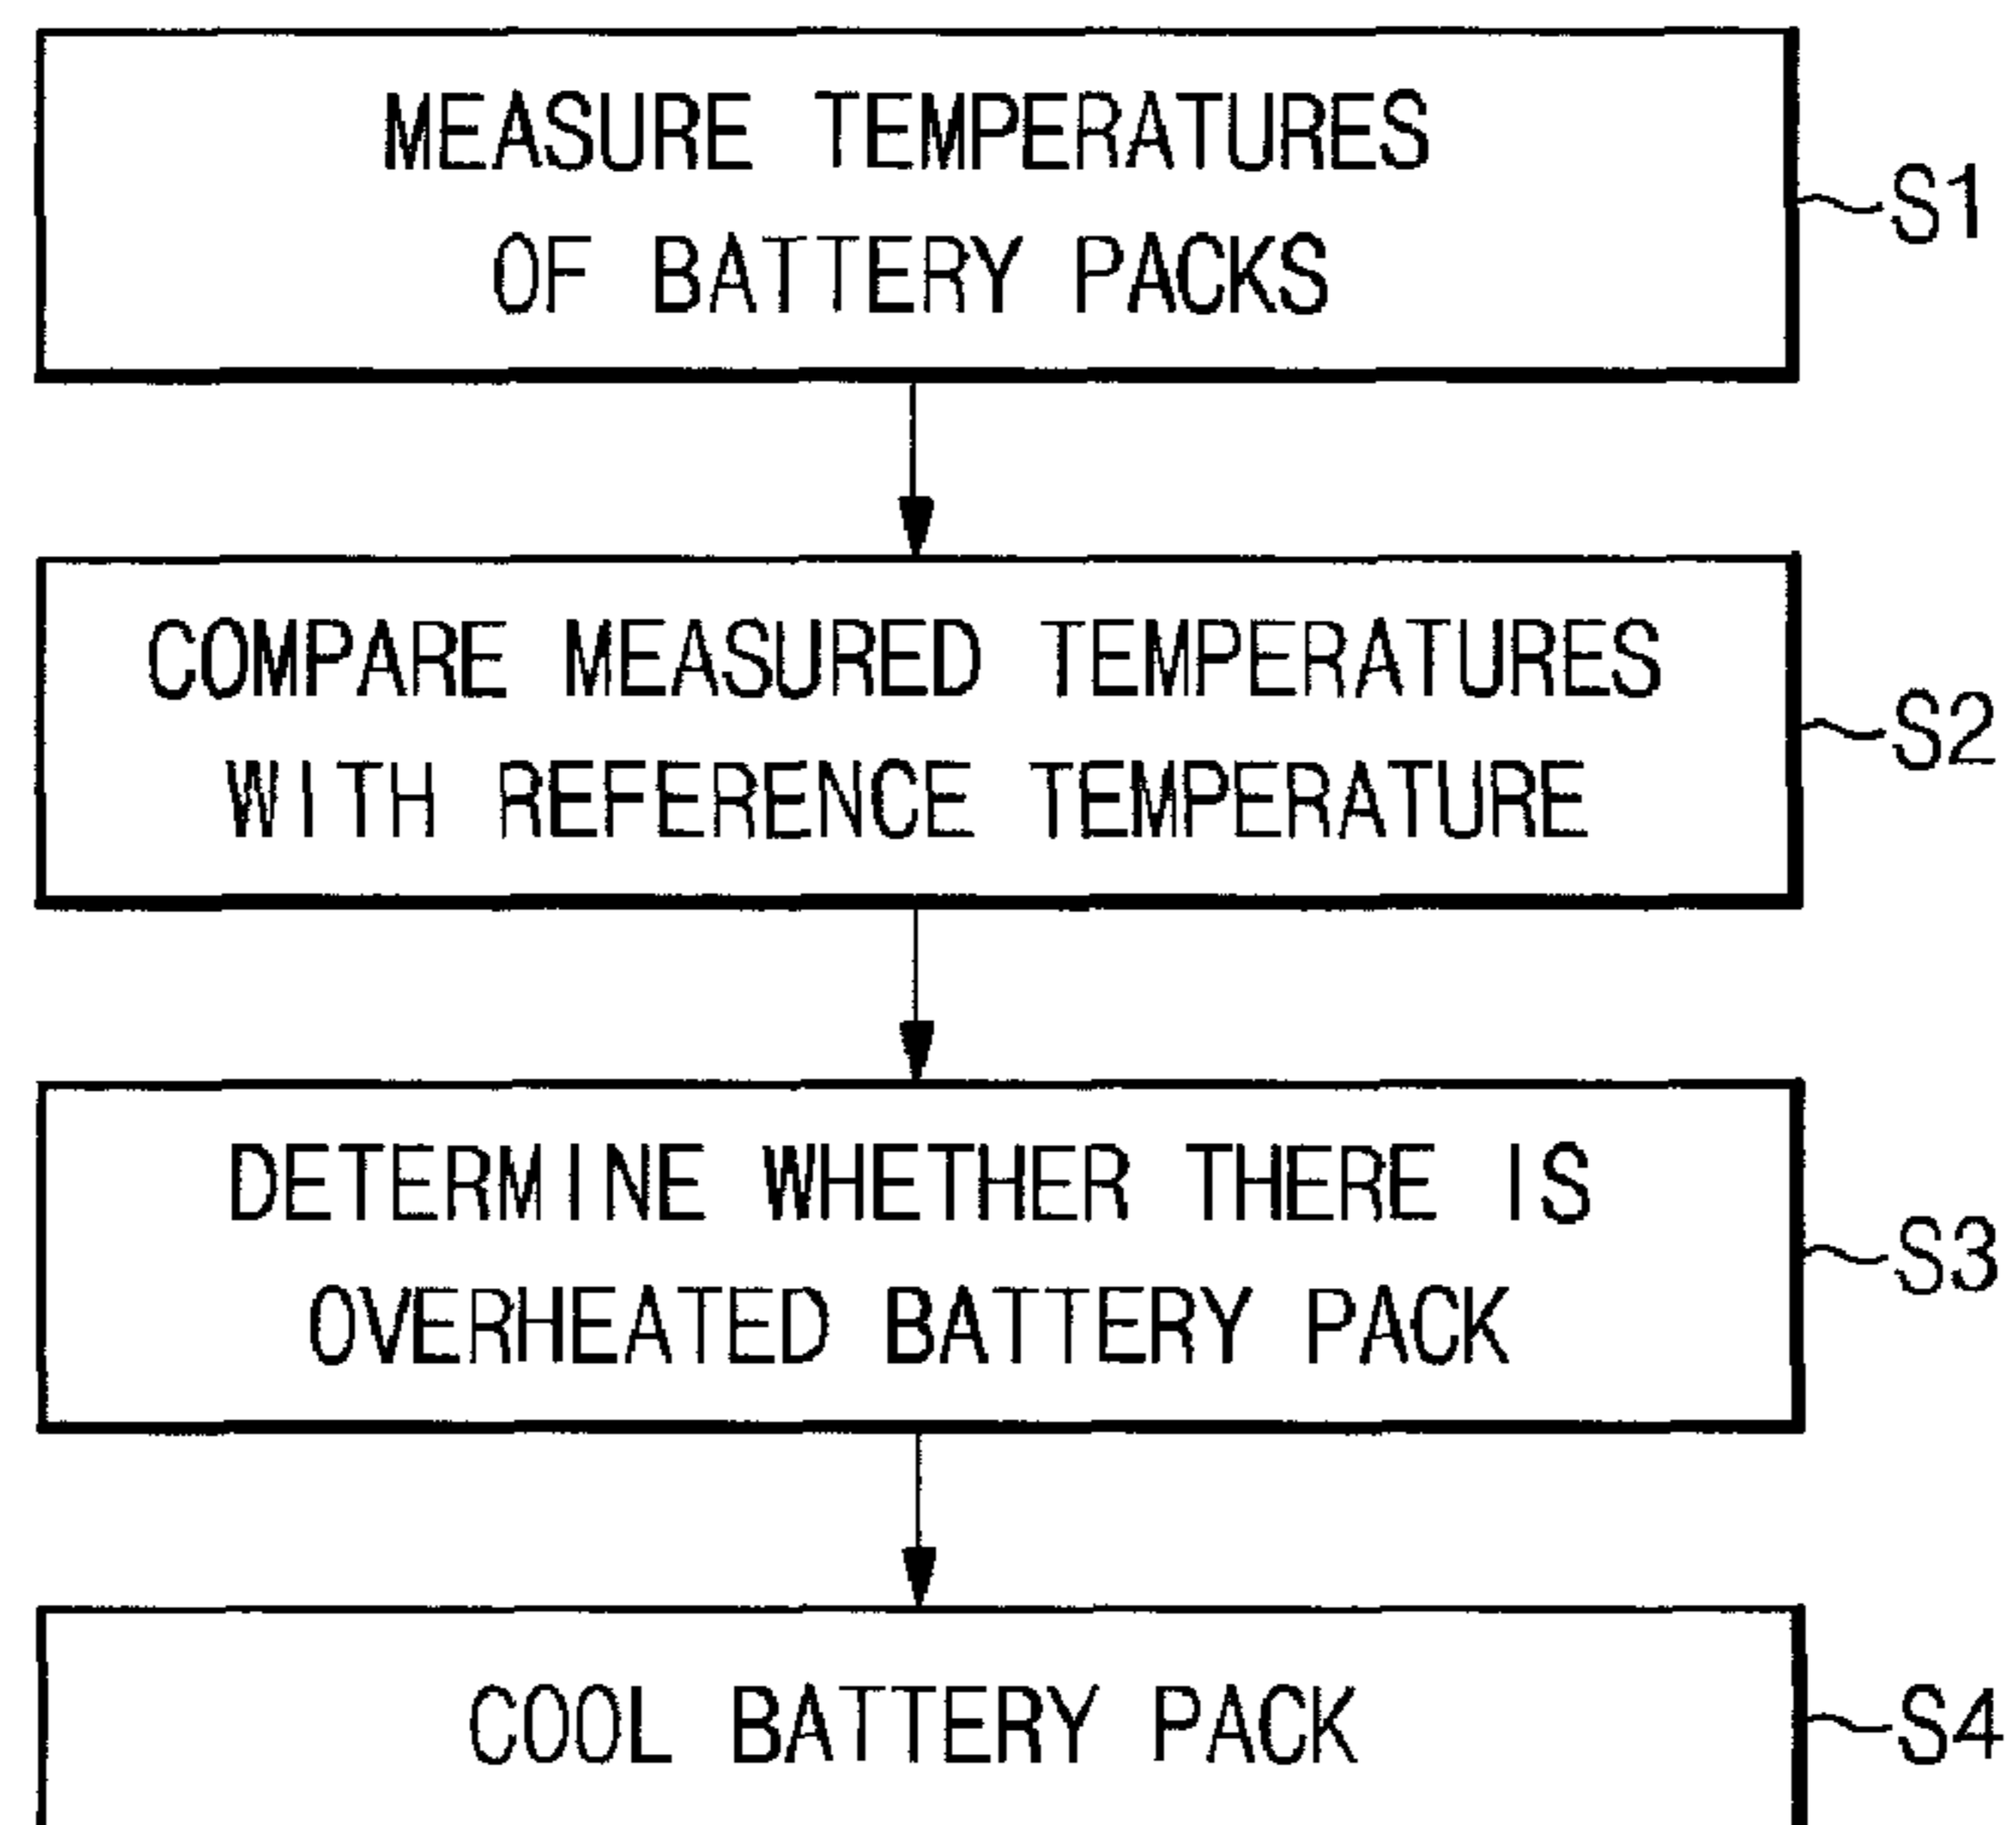 MEASURE TEMPERATURES
OF BATTERY PACKS
S1
COMPARE MEASURED TEMPERATURES
WITH REFERENCE TEMPERATURE
S2
DETERMINE WHETHER THERE IS
OVERHEATED BATTERY PACK
S3
COOL BATTERY PACK
S4